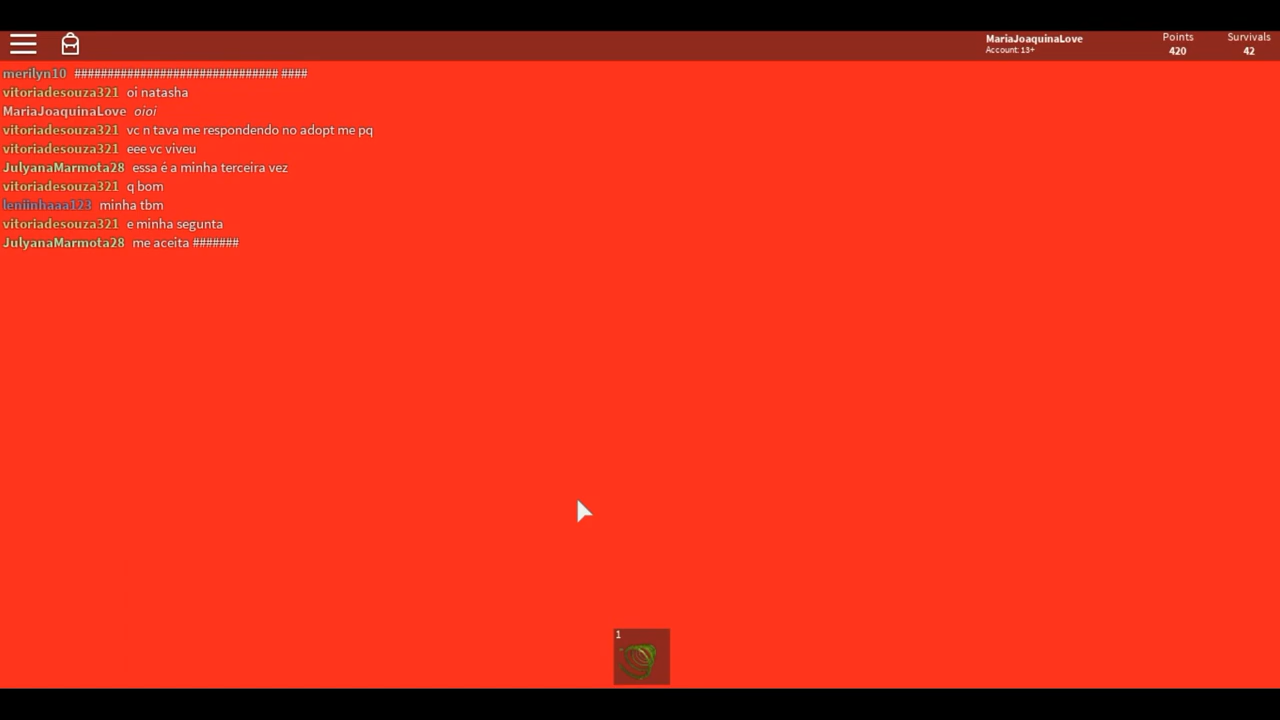 MariaJoaquinaLove
Account: 13+
Points
420
Survivals
42
merilyn10 ############################### ####
vitoriadesouza321 oi natasha
MariaJoaquinaLove oioi
vitoriadesouza321 vc n tava me respondendo no adopt me pq
vitoriadesouza321 eee vc viveu
JulyanaMarmota28 essa é a minha terceira vez
vitoriadesouza321 q bom
leniinhaaa123 minha tbm
vitoriadesouza321 e minha segunta
JulyanaMarmota28 me aceita #######
1